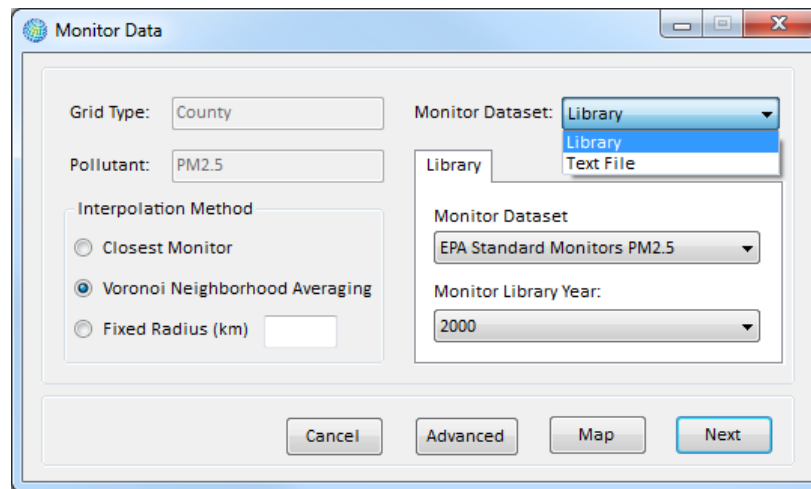 Monitor Data
Grid Type: County
Pollutant: PM2.5
Interpolation Method
Closest Monitor
Voronoi Neighborhood Averaging
Fixed Radius (km)
Monitor Dataset: Library
Library
Text File
Library
Monitor Dataset
EPA Standard Monitors PM2.5
Monitor Library Year:
2000
Cancel Advanced Map Next